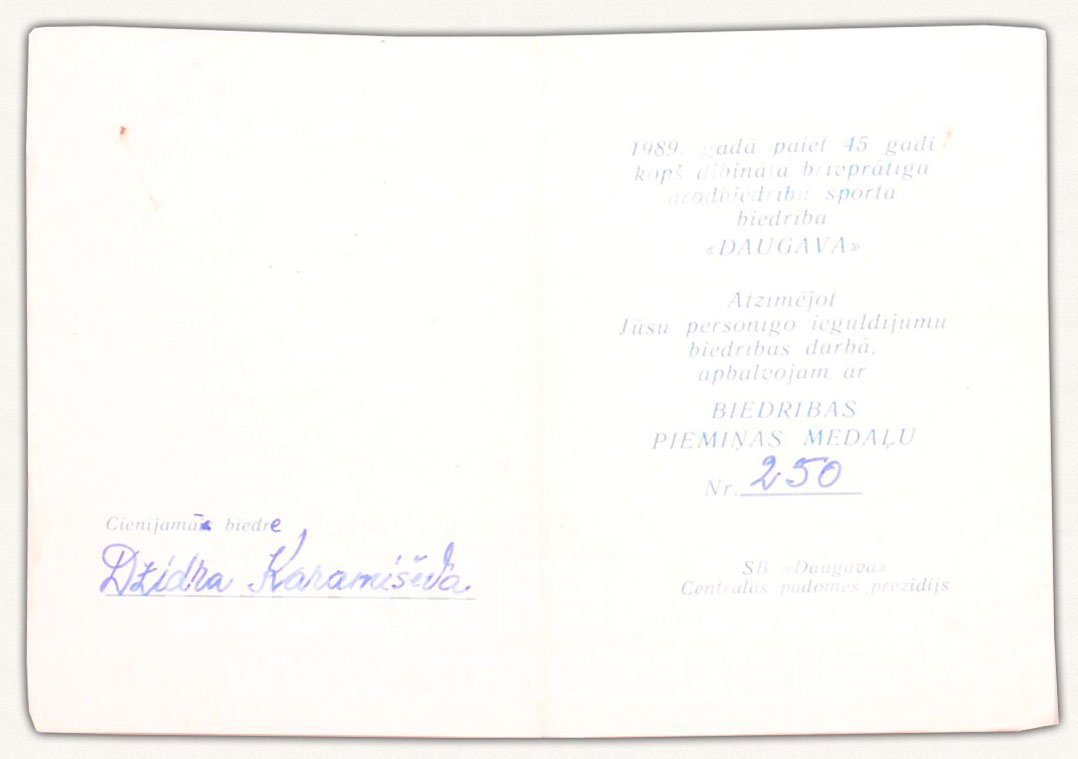 Cienījamā biedre
Džidra Karamiševa.
1989. gadā paiet 45 gadi
kopš dibināta brīvprātīgā
arodbiedrību sporta
biedrība
«DAUGAVA»
Atzīmējot
Jūsu personīgo ieguldījumu
biedrības darbā,
apbalvojam ar
BIEDRĪBAS
PIEMIŅAS MEDAĻU
Nr. 250
SB «Daugava»
Centrālās padomes prezidijs